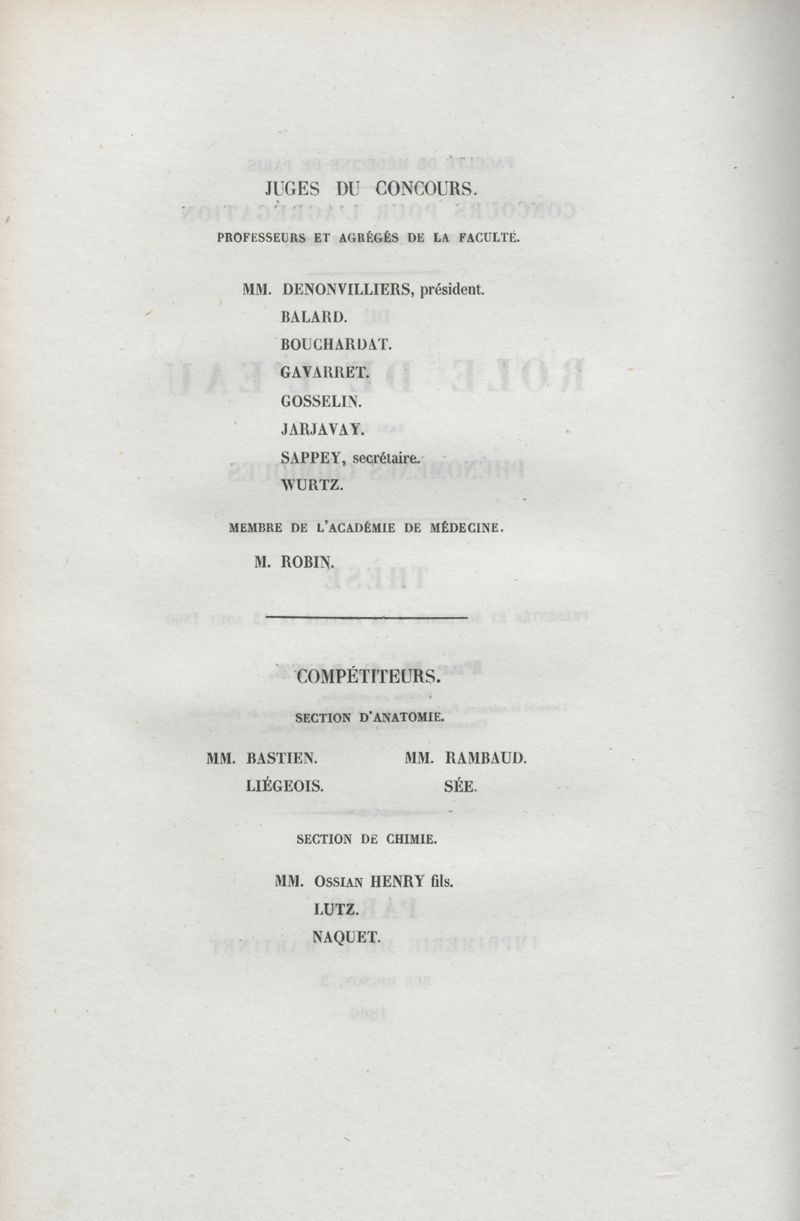 JUGES DU CONCOURS.
PROFESSEURS ET AGRÉGÉS DE LA FACULTÉ.
MM. DENONVILLIERS, président.
BALARD.
BOUCHARDAT.
GAVARRET.
GOSSELIN.
JARJAVAY.
SAPPEY, secrétaire.
WURTZ.
MEMBRE DE L'ACADÉMIE DE MÉDECINE.
M. ROBIN.
COMPÉTITEURS.
SECTION D'ANATOMIE.
MM. BASTIEN. MM. RAMBAUD.
LIÉGEOIS. SÉE.
SECTION DE CHIMIE.
MM. OSSIAN HENRY fils.
LUTZ.
NAQUET.